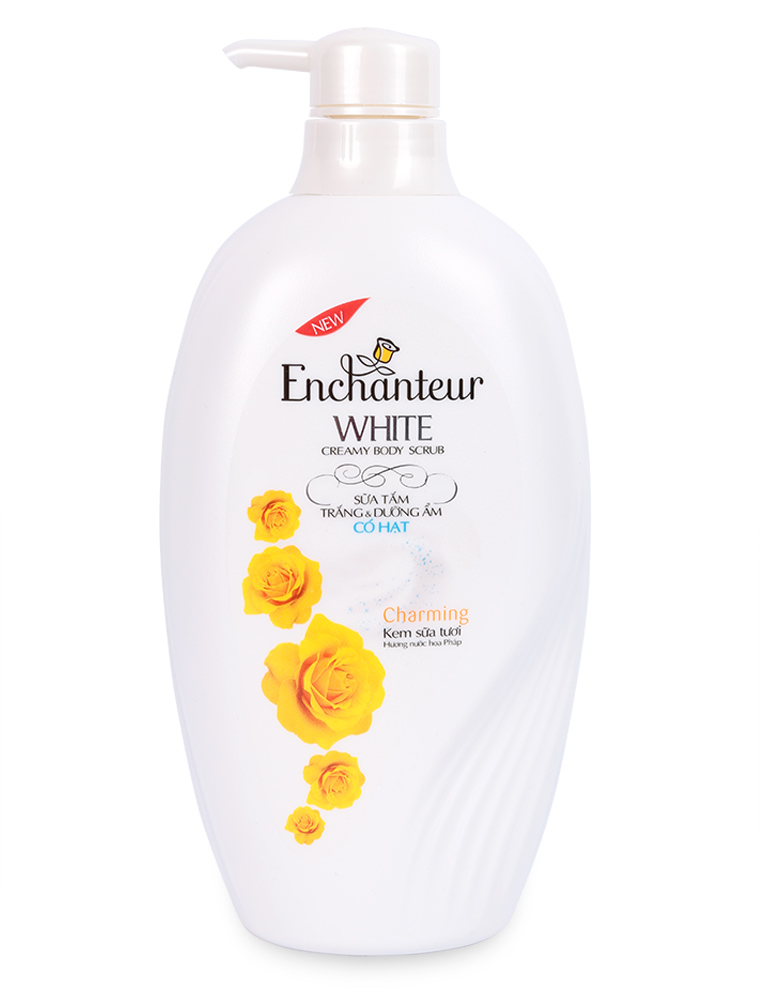 NEW
Enchanteur
WHITE
CREAMY BODY SCRUB
SỮA TẮM
TRẮNG & DƯỠNG ẨM
CÓ HẠT
Charming
Kem sữa tươi
Hương nước hoa Pháp